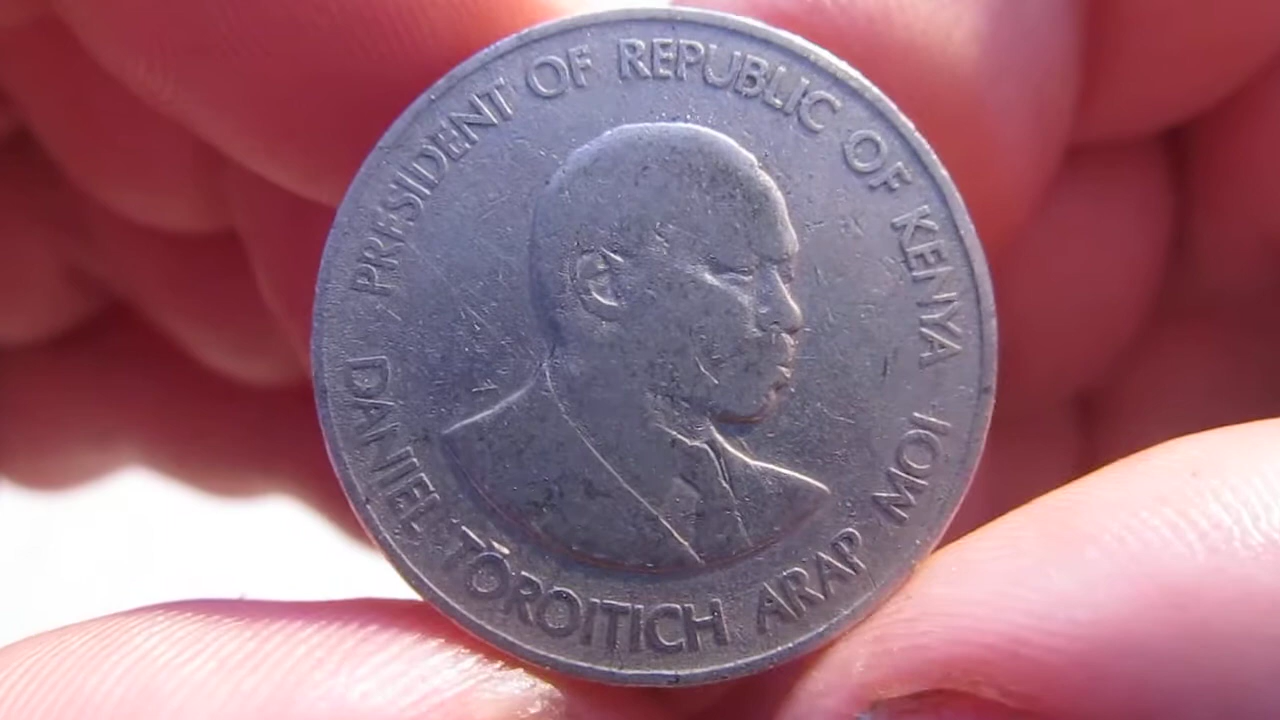 PRESIDENT OF REPUBLIC OF KENYA
DANIEL TOROITICH ARAP MOI